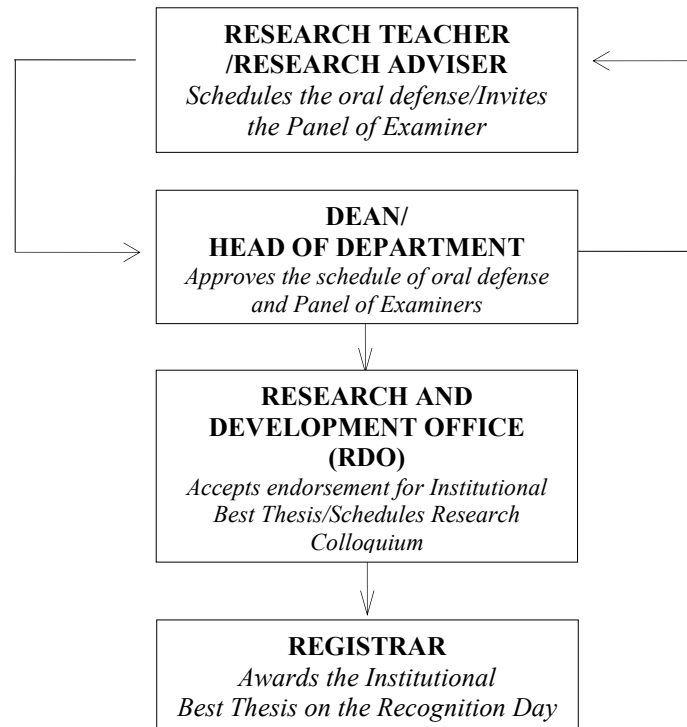 RESEARCH TEACHER
/RESEARCH ADVISER
Schedules the oral defense/Invites
the Panel of Examiner
DEAN/
HEAD OF DEPARTMENT
Approves the schedule of oral defense
and Panel of Examiners
RESEARCH AND
DEVELOPMENT OFFICE
(RDO)
Accepts endorsement for Institutional
Best Thesis/Schedules Research
Colloquium
REGISTRAR
Awards the Institutional
Best Thesis on the Recognition Day